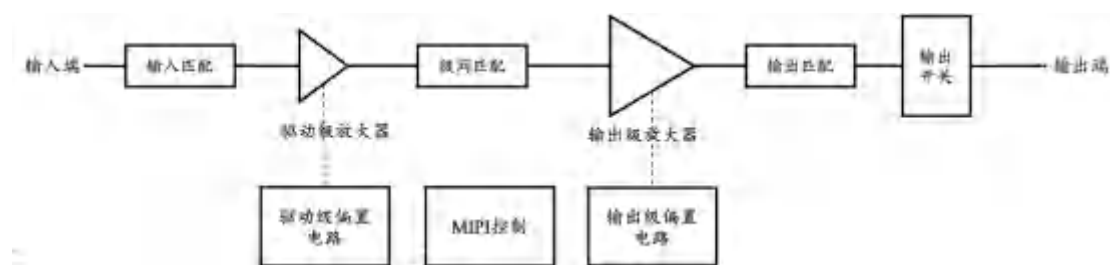 输入端
输入匹配
级间匹配
输出匹配
输出
开关
输出端
驱动级放大器
输出级放大器
驱动级偏置
电路
MIPI控制
输出级偏置
电路